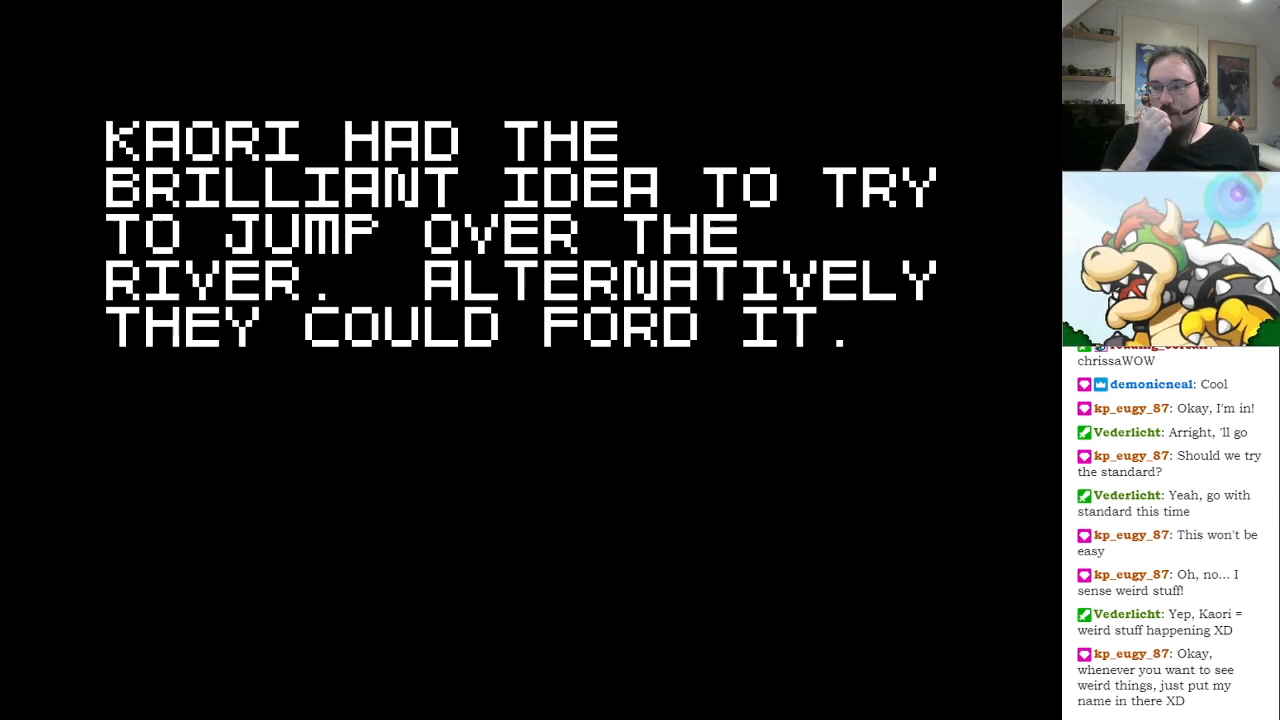 KAORI HAD THE
BRILLIANT IDEA TO TRY
TO JUMP OVER THE
RIVER.  ALTERNATIVELY
THEY COULD FORD IT.
chrissaWOW
demonicneal: Cool
kp_eugy_87: Okay, I'm in!
Vederlicht: Arright, 'll go
kp_eugy_87: Should we try
the standard?
Vederlicht: Yeah, go with
standard this time
kp_eugy_87: This won't be
easy
kp_eugy_87: Oh, no... I
sense weird stuff!
Vederlicht: Yep, Kaori =
weird stuff happening XD
kp_eugy_87: Okay,
whenever you want to see
weird things, just put my
name in there XD